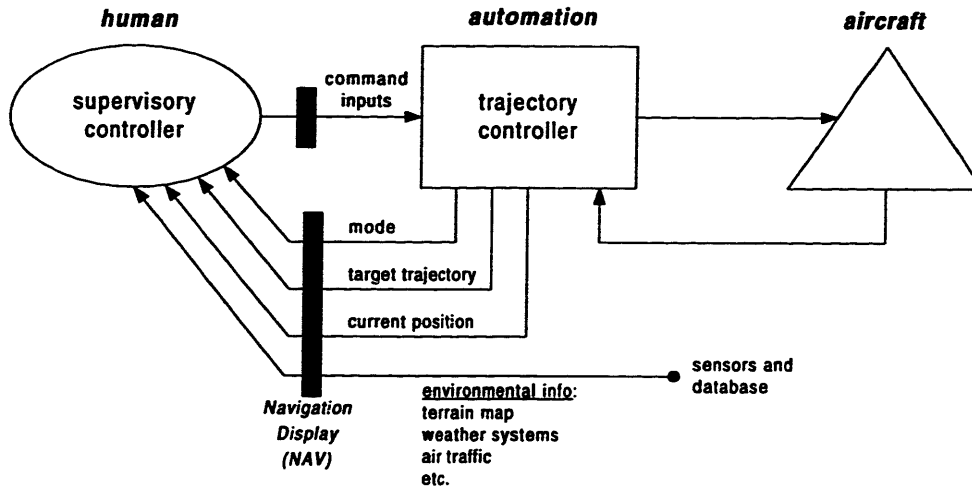 human
automation
aircraft
supervisory
controller
command
inputs
trajectory
controller
mode
target trajectory
current position
sensors and
database
Navigation
Display
(NAV)
environmental info:
terrain map
weather systems
air traffic
etc.